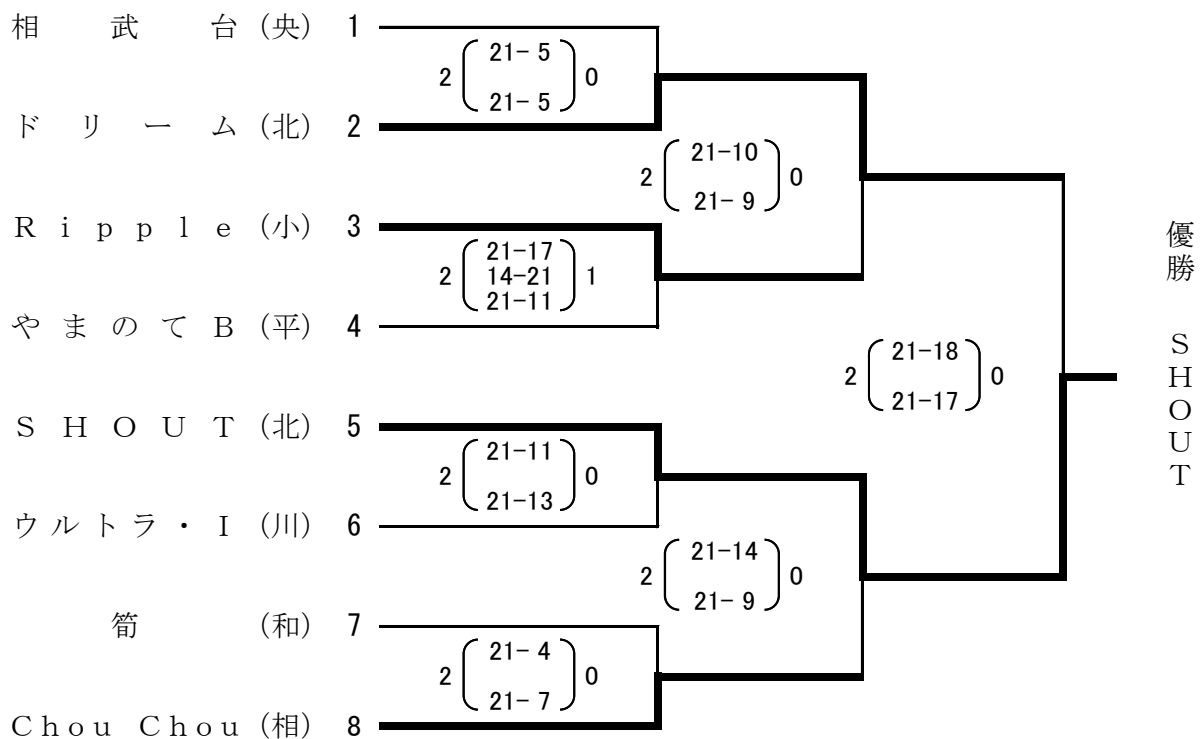 相武台(央) 1
2 21- 5 0
21- 5
ドリーム(北) 2
2 21-10 0
21- 9
Ripple(小) 3
21-17
2 14-21 1
21-11
やまのてB(平) 4
2 21-18 0
21-17
SHOUT(北) 5
2 21-11 0
21-13
ウルトラ・I(川) 6
2 21-14 0
21- 9
筍(和) 7
2 21- 4 0
21- 7
Chou Chou(相) 8
優勝 SHOUT